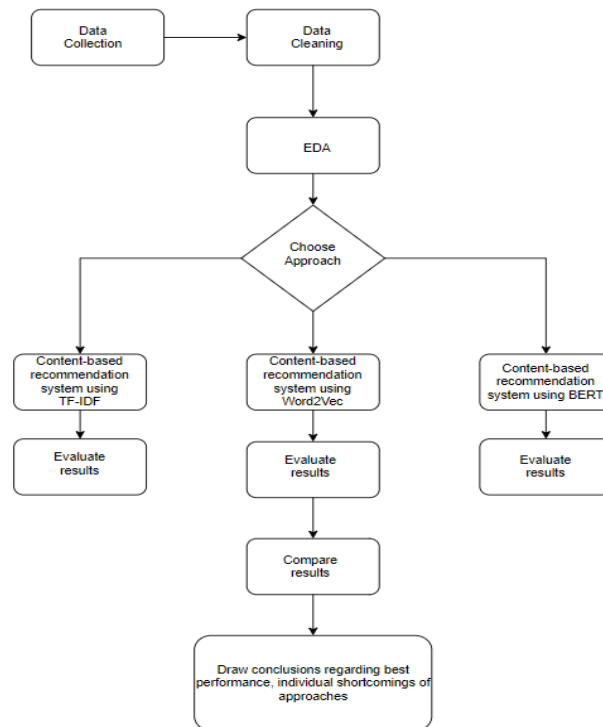 Data
Collection
Data
Cleaning
EDA
Choose
Approach
Content-based
recommendation
system using
TF-IDF
Content-based
recommendation
system using
Word2Vec
Content-based
recommendation
system using BERT
Evaluate
results
Evaluate
results
Evaluate
results
Compare
results
Draw conclusions regarding best
performance, individual shortcomings of
approaches